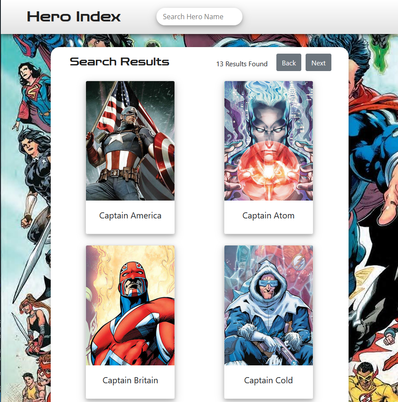 Hero Index
Search Hero Name
Search Results
13 Results Found
Back
Next
Captain America
Captain Atom
Captain Britain
Captain Cold